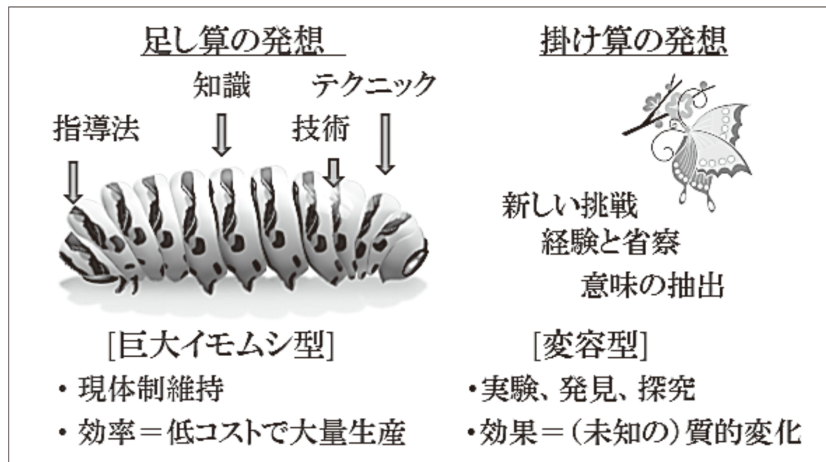 足し算の発想
知識
テクニック
指導法
技術
[巨大イモムシ型]
・現体制維持
・効率＝低コストで大量生産
掛け算の発想
新しい挑戦
経験と省察
意味の抽出
[変容型]
・実験、発見、探究
・効果＝（未知の）質的変化